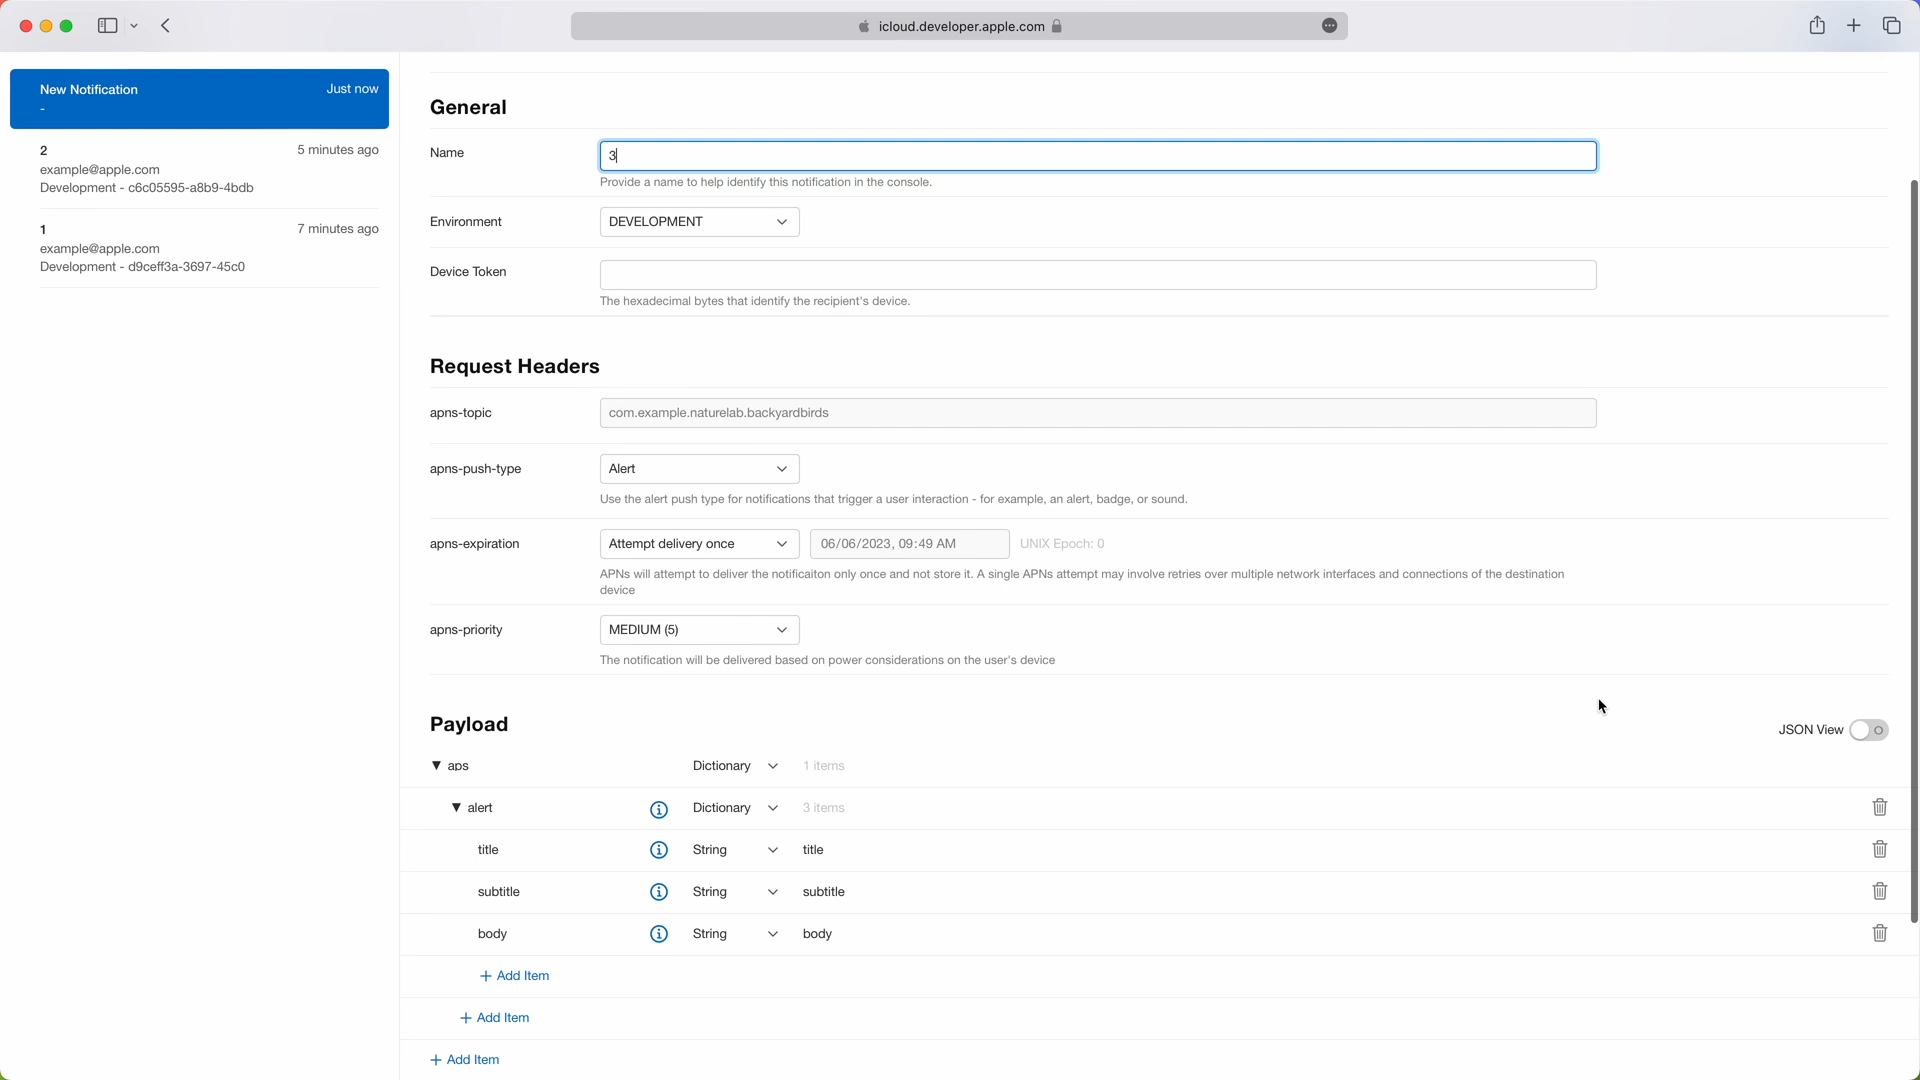 icloud.developer.apple.com
New Notification
Just now
-
2
5 minutes ago
example@apple.com
Development - c6c05595-a8b9-4bdb
1
7 minutes ago
example@apple.com
Development - d9ceff3a-3697-45c0
General
Name
3
Provide a name to help identify this notification in the console.
Environment
DEVELOPMENT
Device Token
The hexadecimal bytes that identify the recipient's device.
Request Headers
apns-topic
com.example.naturelab.backyardbirds
apns-push-type
Alert
Use the alert push type for notifications that trigger a user interaction - for example, an alert, badge, or sound.
apns-expiration
Attempt delivery once
06/06/2023, 09:49 AM
UNIX Epoch: 0
APNs will attempt to deliver the notificaiton only once and not store it. A single APNs attempt may involve retries over multiple network interfaces and connections of the destination
device
apns-priority
MEDIUM (5)
The notification will be delivered based on power considerations on the user's device
Payload
JSON View
aps
Dictionary
1 items
alert
Dictionary
3 items
title
String
title
subtitle
String
subtitle
body
String
body
+ Add Item
+ Add Item
+ Add Item